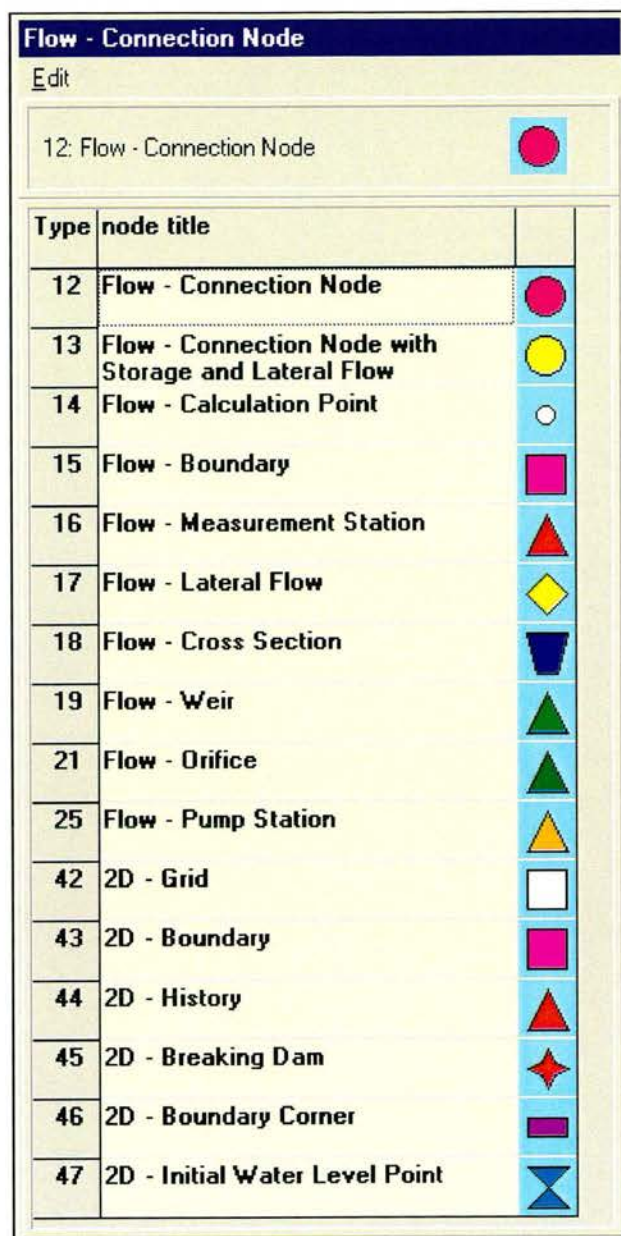 Flow - Connection Node
Edit
12: Flow - Connection Node
Type node title
12 Flow - Connection Node
13 Flow - Connection Node with
Storage and Lateral Flow
14 Flow - Calculation Point
15 Flow - Boundary
16 Flow - Measurement Station
17 Flow - Lateral Flow
18 Flow - Cross Section
19 Flow - Weir
21 Flow - Orifice
25 Flow - Pump Station
42 2D - Grid
43 2D - Boundary
44 2D - History
45 2D - Breaking Dam
46 2D - Boundary Corner
47 2D - Initial Water Level Point